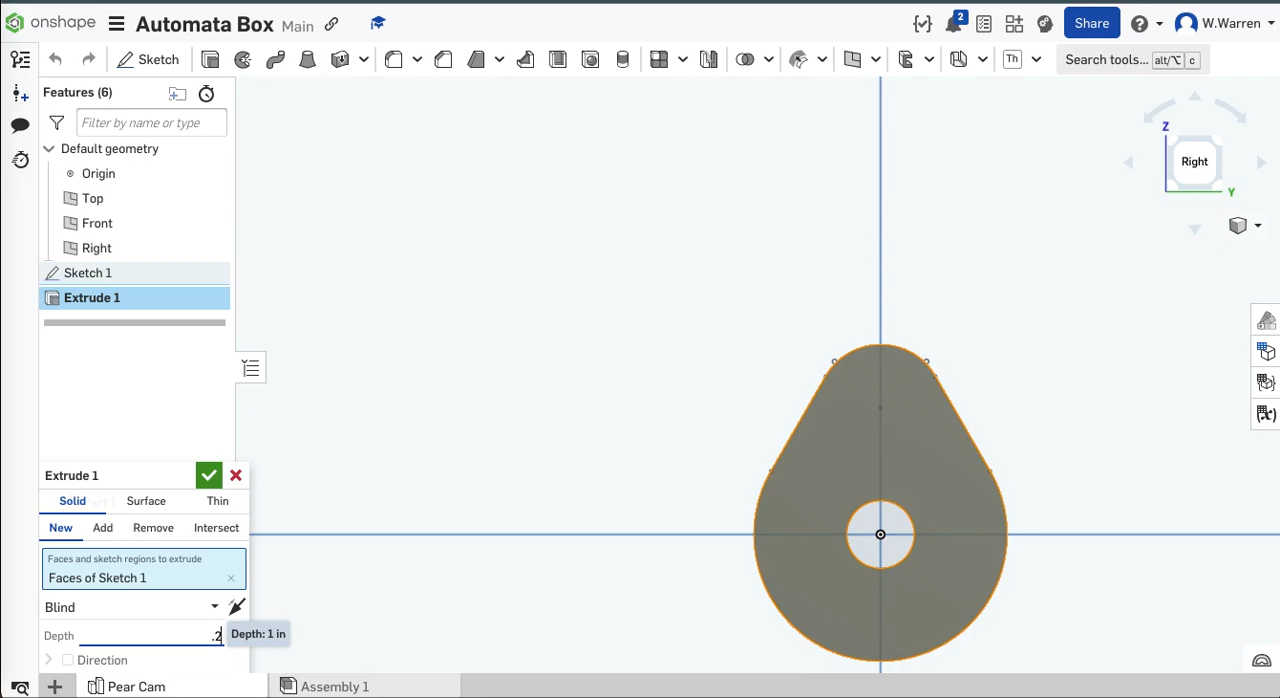 onshape Automata Box Main 2 Share W.Warren
Sketch Th Search tools... alt/⌥ c
Features (6)
Filter by name or type
Default geometry
Origin
Top
Front
Right
Sketch 1
Extrude 1
Z
Right
Y
(x)
Extrude 1
Solid Surface Thin
New Add Remove Intersect
Faces and sketch regions to extrude
Faces of Sketch 1
Blind
Depth .2 Depth: 1 in
Direction
Pear Cam Assembly 1